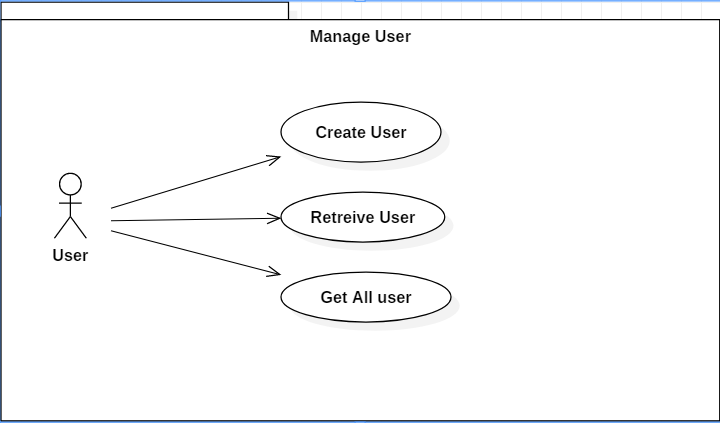 Manage User
Create User
Retreive User
User
Get All user